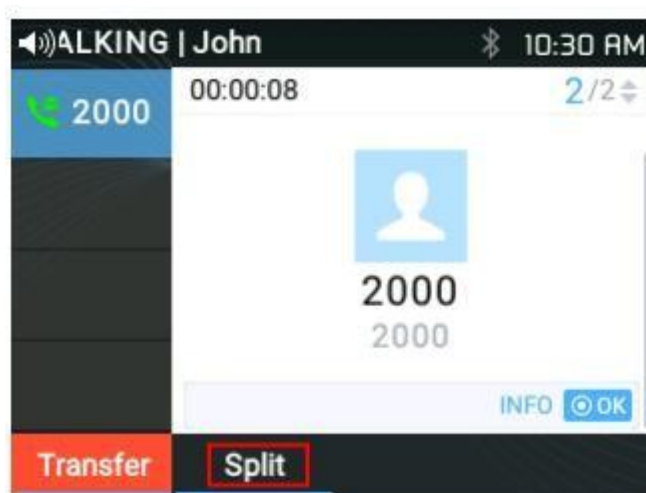 ALKING | John 10:30 AM
2000 00:00:08 2/2
2000
2000
INFO OK
Transfer Split